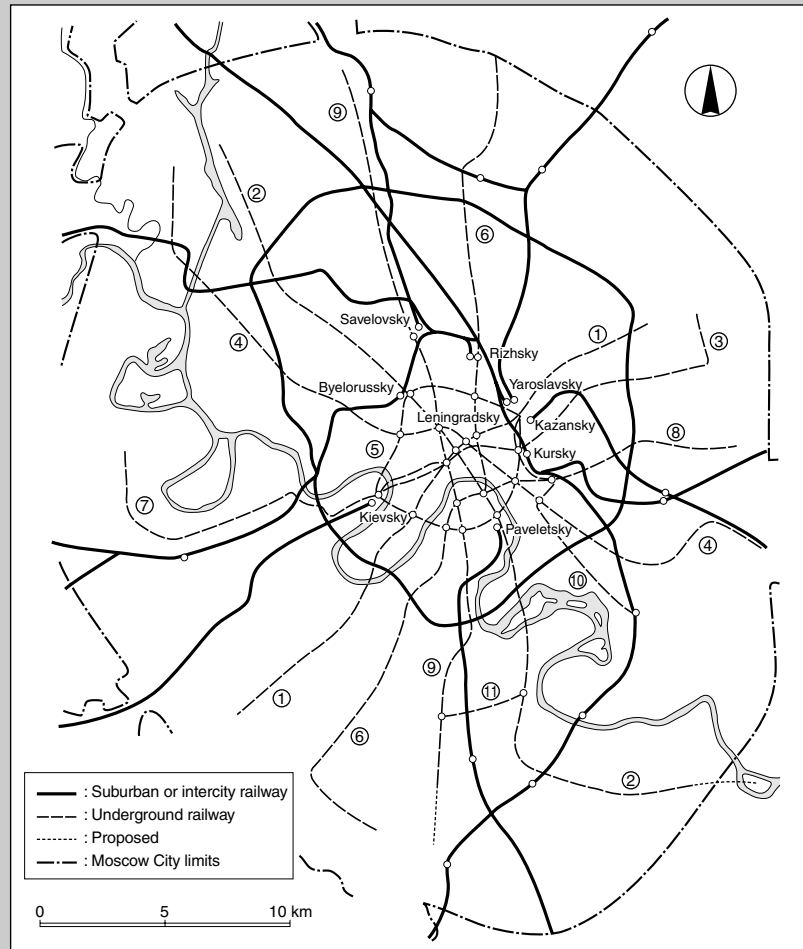 ⑨
②
⑥
Savelovsky
①
③
④
Rizhsky
Byelorussky
Yaroslavsky
Leningradsky
Kazansky
⑤
Kursky
⑧
⑦
Kievsky
Paveletsky
④
⑩
⑨
①
⑪
⑥
②
: Suburban or intercity railway
: Underground railway
: Proposed
: Moscow City limits
0 5 10 km